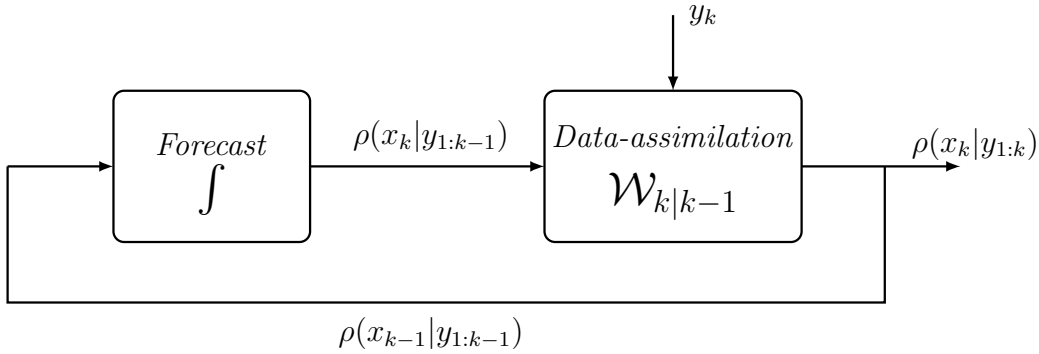 y_k
Forecast
∫
ρ(x_k|y_{1:k−1})
Data-assimilation
𝒲_{k|k−1}
ρ(x_k|y_{1:k})
ρ(x_{k−1}|y_{1:k−1})